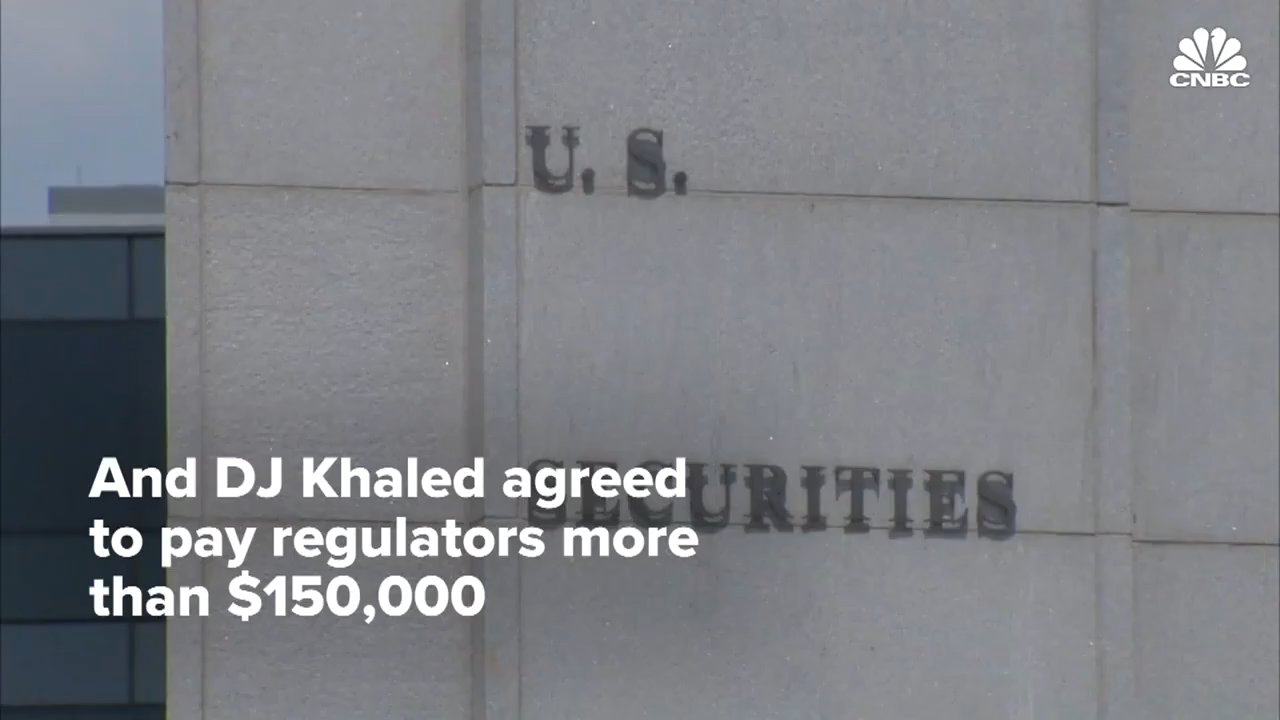 CNBC
U. S.
SECURITIES
And DJ Khaled agreed
to pay regulators more
than $150,000